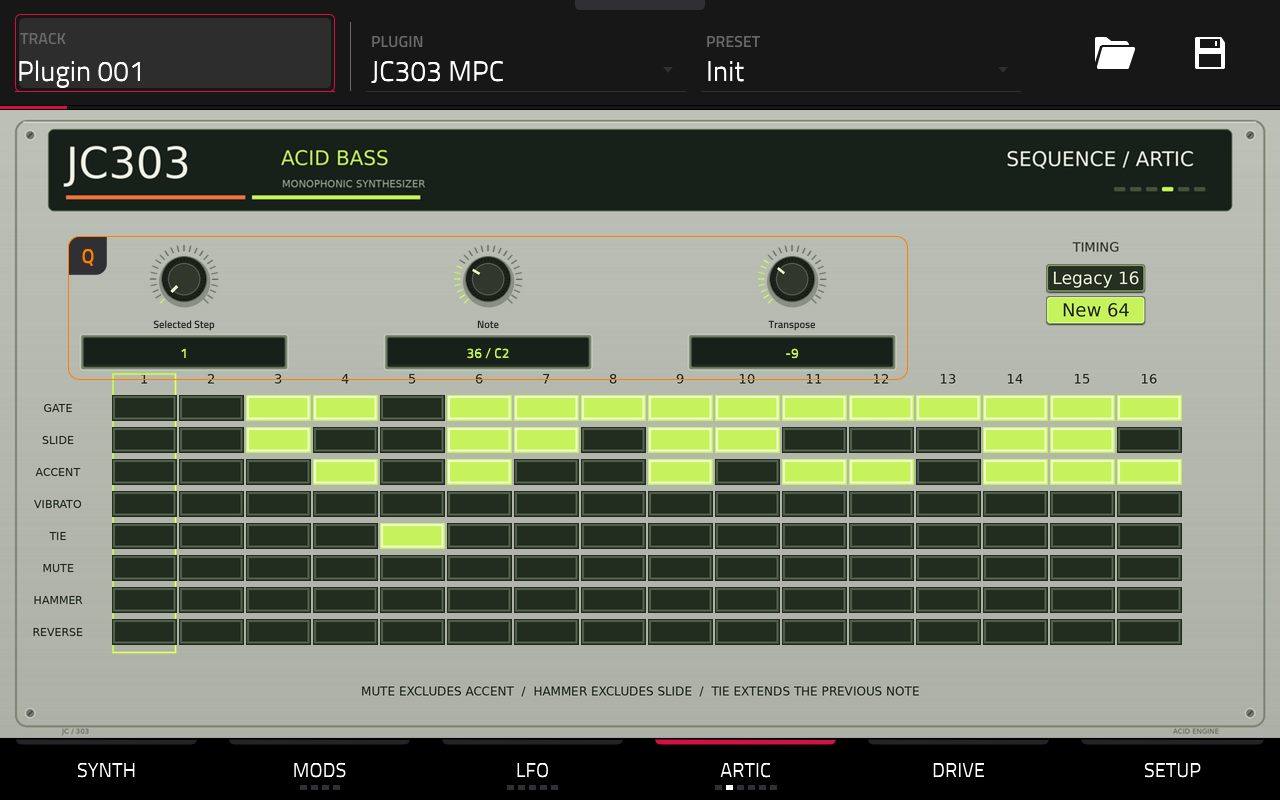 TRACK
Plugin 001
PLUGIN
JC303 MPC
PRESET
Init
JC303
ACID BASS
MONOPHONIC SYNTHESIZER
SEQUENCE / ARTIC
Q
Selected Step
1
Note
36 / C2
Transpose
-9
TIMING
Legacy 16
New 64
1 2 3 4 5 6 7 8 9 10 11 12 13 14 15 16
GATE
SLIDE
ACCENT
VIBRATO
TIE
MUTE
HAMMER
REVERSE
MUTE EXCLUDES ACCENT / HAMMER EXCLUDES SLIDE / TIE EXTENDS THE PREVIOUS NOTE
JC / 303
ACID ENGINE
SYNTH MODS LFO ARTIC DRIVE SETUP